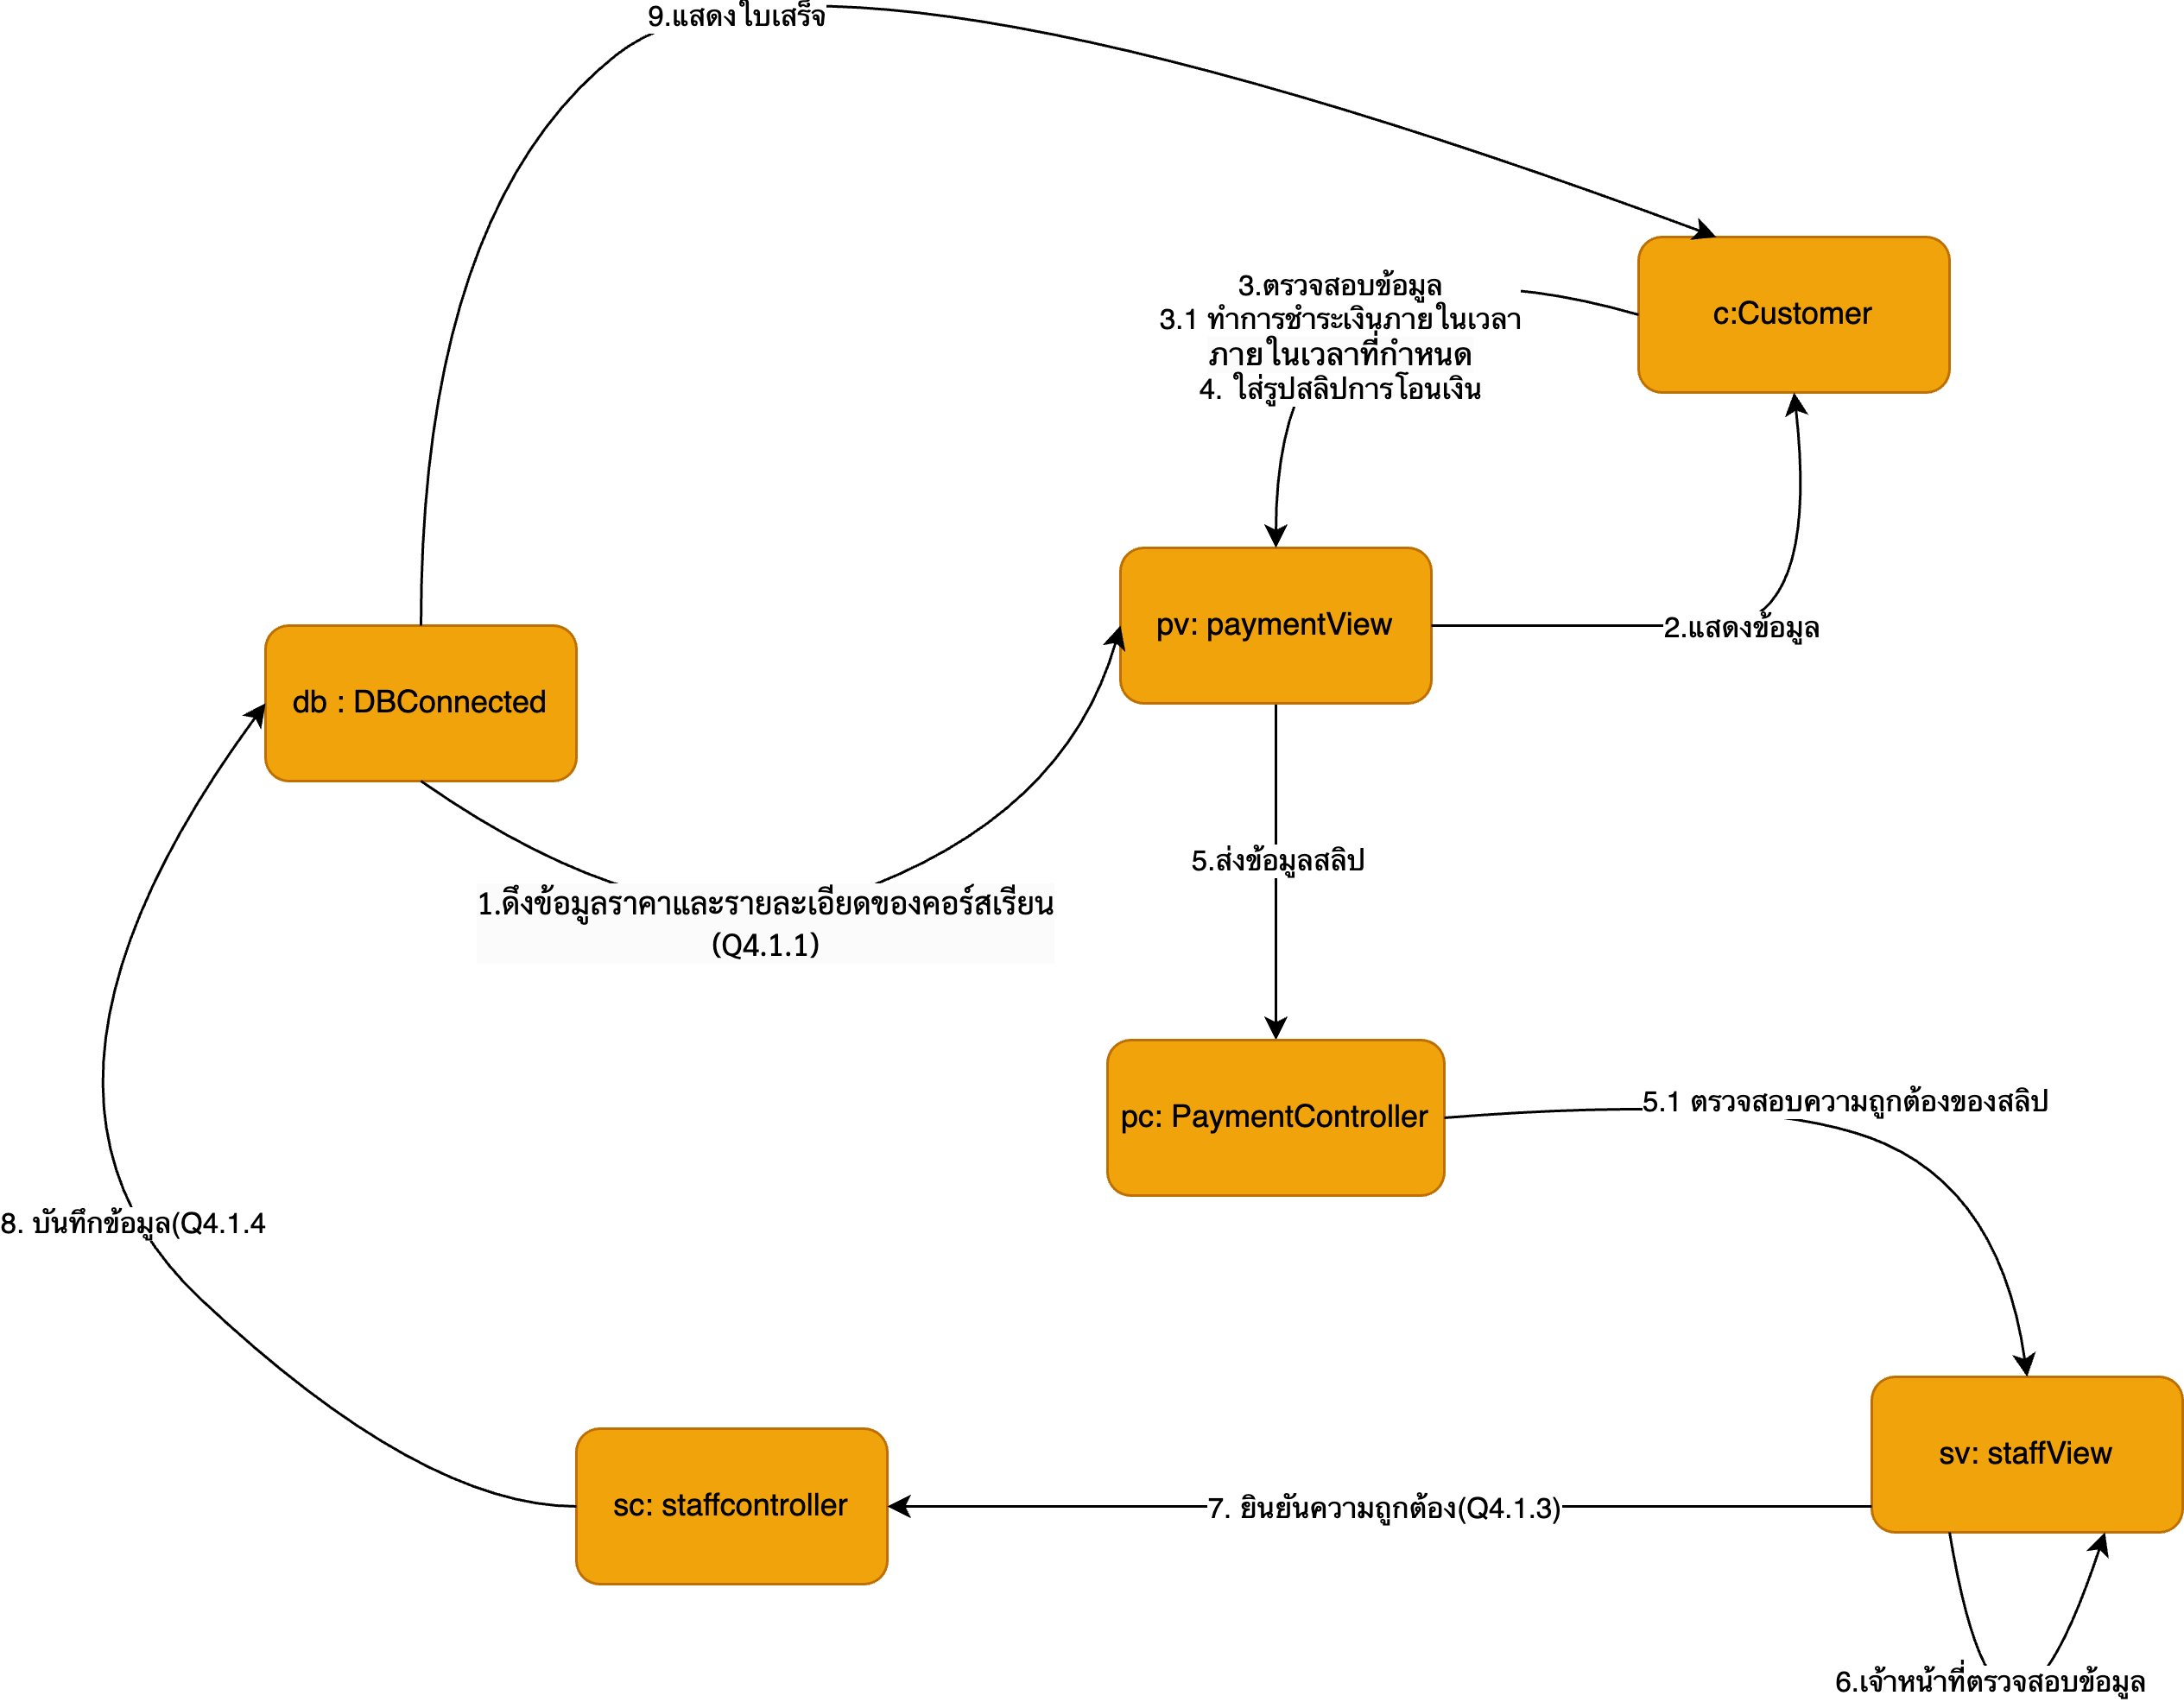 9.แสดงใบเสร็จ
c:Customer
3.ตรวจสอบข้อมูล
3.1 ทำการชำระเงินภายในเวลา
ภายในเวลาที่กำหนด
4. ใส่รูปสลิปการโอนเงิน
pv: paymentView
2.แสดงข้อมูล
db : DBConnected
5.ส่งข้อมูลสลิป
1.ดึงข้อมูลราคาและรายละเอียดของคอร์สเรียน
(Q4.1.1)
pc: PaymentController
5.1 ตรวจสอบความถูกต้องของสลิป
8. บันทึกข้อมูล(Q4.1.4
sv: staffView
sc: staffcontroller
7. ยินยันความถูกต้อง(Q4.1.3)
6.เจ้าหน้าที่ตรวจสอบข้อมูล